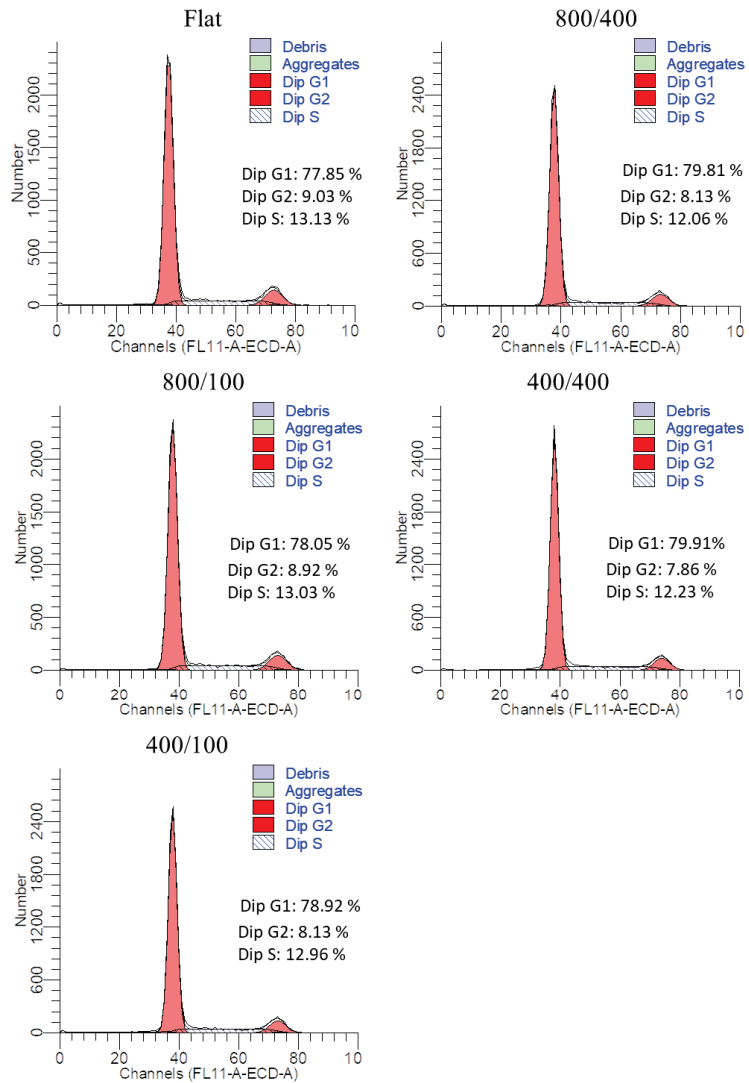 Flat
Debris
Aggregates
Dip G1
Dip G2
Dip S
Dip G1: 77.85 %
Dip G2: 9.03 %
Dip S: 13.13 %
Number
0 500 1000 1500 2000
0 20 40 60 80 10
Channels (FL11-A-ECD-A)
800/400
Debris
Aggregates
Dip G1
Dip G2
Dip S
Dip G1: 79.81 %
Dip G2: 8.13 %
Dip S: 12.06 %
Number
0 600 1200 1800 2400
0 20 40 60 80 10
Channels (FL11-A-ECD-A)
800/100
Debris
Aggregates
Dip G1
Dip G2
Dip S
Dip G1: 78.05 %
Dip G2: 8.92 %
Dip S: 13.03 %
Number
0 500 1000 1500 2000
0 20 40 60 80 10
Channels (FL11-A-ECD-A)
400/400
Debris
Aggregates
Dip G1
Dip G2
Dip S
Dip G1: 79.91%
Dip G2: 7.86 %
Dip S: 12.23 %
Number
0 600 1200 1800 2400
0 20 40 60 80 10
Channels (FL11-A-ECD-A)
400/100
Debris
Aggregates
Dip G1
Dip G2
Dip S
Dip G1: 78.92 %
Dip G2: 8.13 %
Dip S: 12.96 %
Number
0 600 1200 1800 2400
0 20 40 60 80 10
Channels (FL11-A-ECD-A)